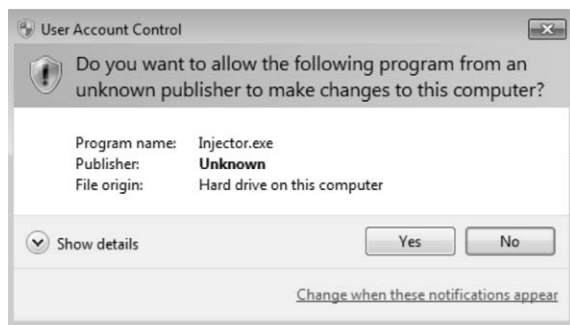 User Account Control
Do you want to allow the following program from an
unknown publisher to make changes to this computer?
Program name: Injector.exe
Publisher: Unknown
File origin: Hard drive on this computer
Show details Yes No
Change when these notifications appear